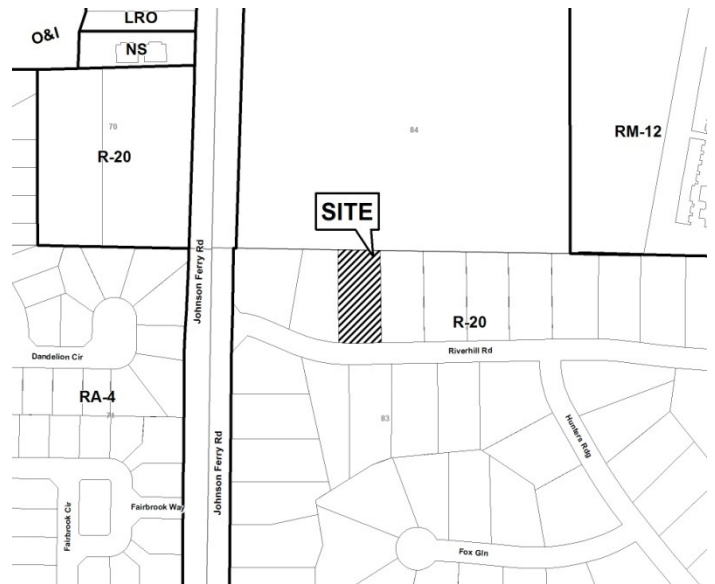 LRO
O&I
NS
70
84
R-20
RM-12
SITE
Johnson Ferry Rd
R-20
Riverhill Rd
Dandelion Cir
RA-4
71
83
Hunters Rdg
Johnson Ferry Rd
Fairbrook Cir
Fairbrook Way
Fox Gln